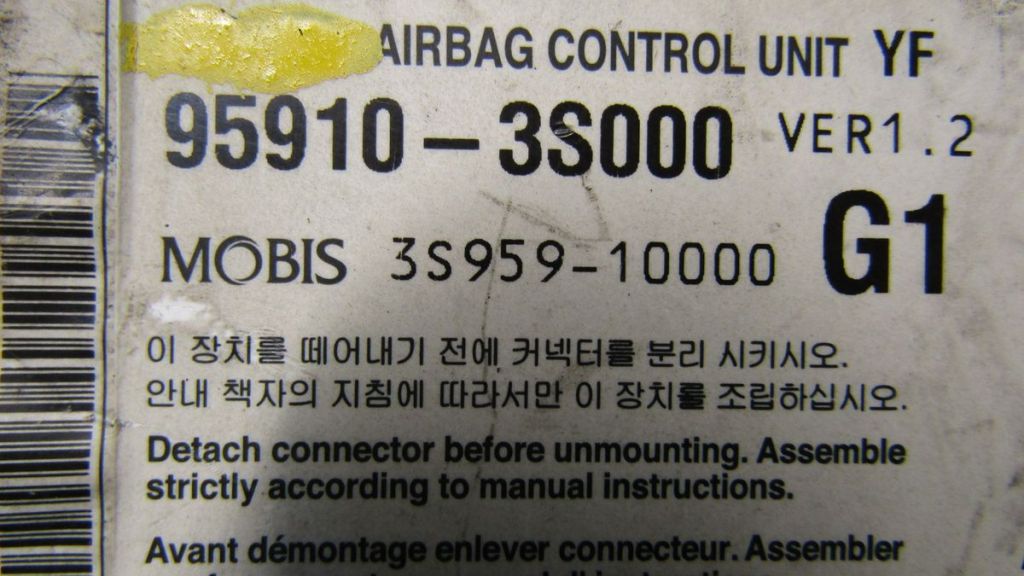 AIRBAG CONTROL UNIT YF
95910-3S000 VER1.2
G1
MOBIS 3S959-10000
이 장치를 떼어내기 전에 커넥터를 분리 시키시오.
안내 책자의 지침에 따라서만 이 장치를 조립하십시오.
Detach connector before unmounting. Assemble
strictly according to manual instructions.
Avant démontage enlever connecteur. Assembler